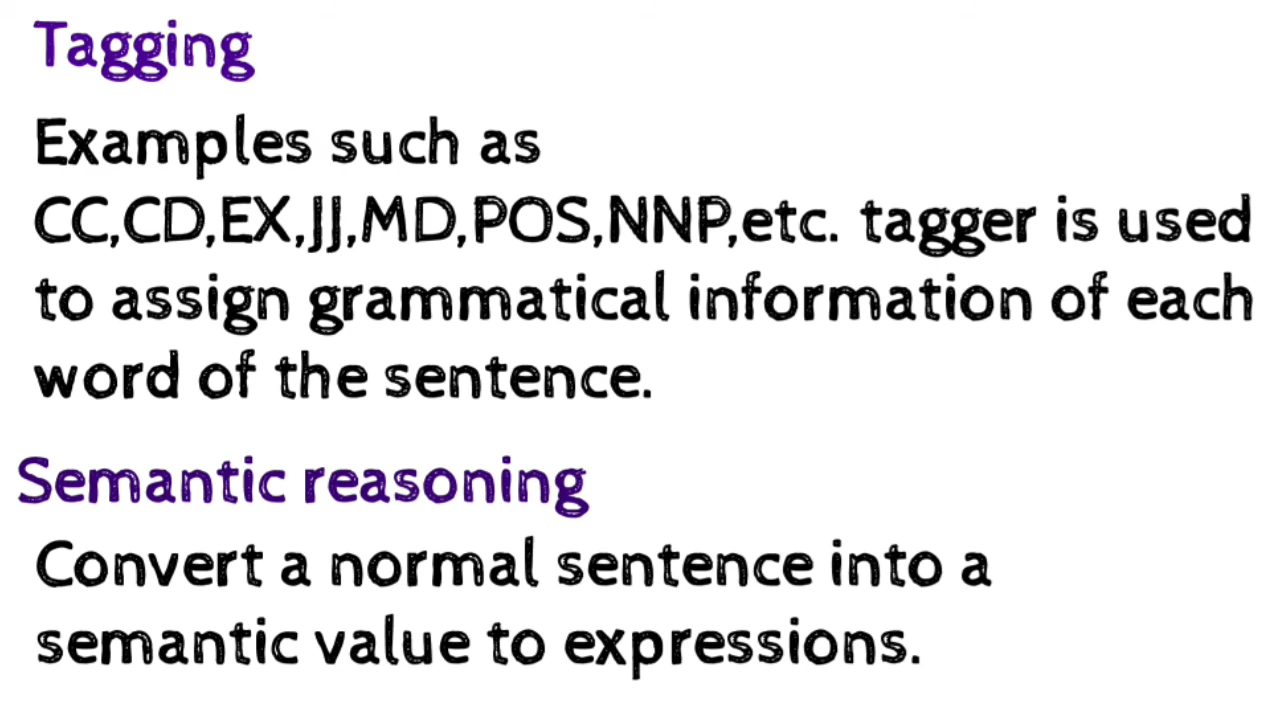 Tagging
Examples such as
CC,CD,EX,JJ,MD,POS,NNP,etc. tagger is used
to assign grammatical information of each
word of the sentence.
Semantic reasoning
Convert a normal sentence into a
semantic value to expressions.